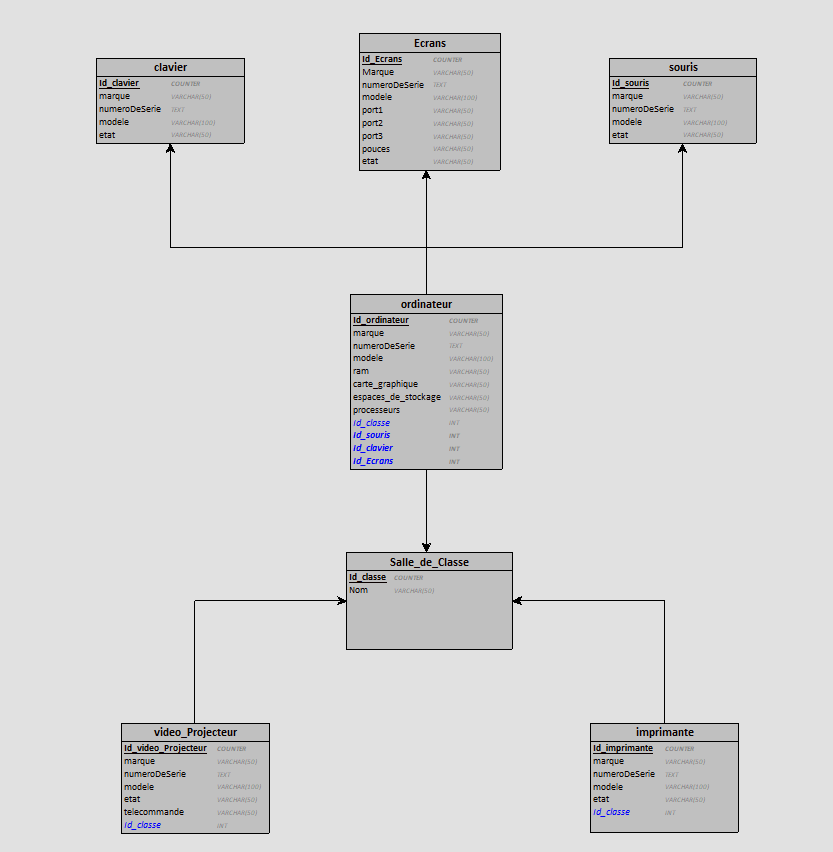 Ecrans
Id_Ecrans COUNTER
Marque VARCHAR(50)
numeroDeSerie TEXT
modele VARCHAR(100)
port1 VARCHAR(50)
port2 VARCHAR(50)
port3 VARCHAR(50)
pouces VARCHAR(50)
etat VARCHAR(50)
clavier
Id_clavier COUNTER
marque VARCHAR(50)
numeroDeSerie TEXT
modele VARCHAR(100)
etat VARCHAR(50)
souris
Id_souris COUNTER
marque VARCHAR(50)
numeroDeSerie TEXT
modele VARCHAR(100)
etat VARCHAR(50)
ordinateur
Id_ordinateur COUNTER
marque VARCHAR(50)
numeroDeSerie TEXT
modele VARCHAR(100)
ram VARCHAR(50)
carte_graphique VARCHAR(50)
espaces_de_stockage VARCHAR(50)
processeurs VARCHAR(50)
Id_classe INT
Id_souris INT
Id_clavier INT
Id_Ecrans INT
Salle_de_Classe
Id_classe COUNTER
Nom VARCHAR(50)
video_Projecteur
Id_video_Projecteur COUNTER
marque VARCHAR(50)
numeroDeSerie TEXT
modele VARCHAR(100)
etat VARCHAR(50)
telecommande VARCHAR(50)
Id_classe INT
imprimante
Id_imprimante COUNTER
marque VARCHAR(50)
numeroDeSerie TEXT
modele VARCHAR(100)
etat VARCHAR(50)
Id_classe INT